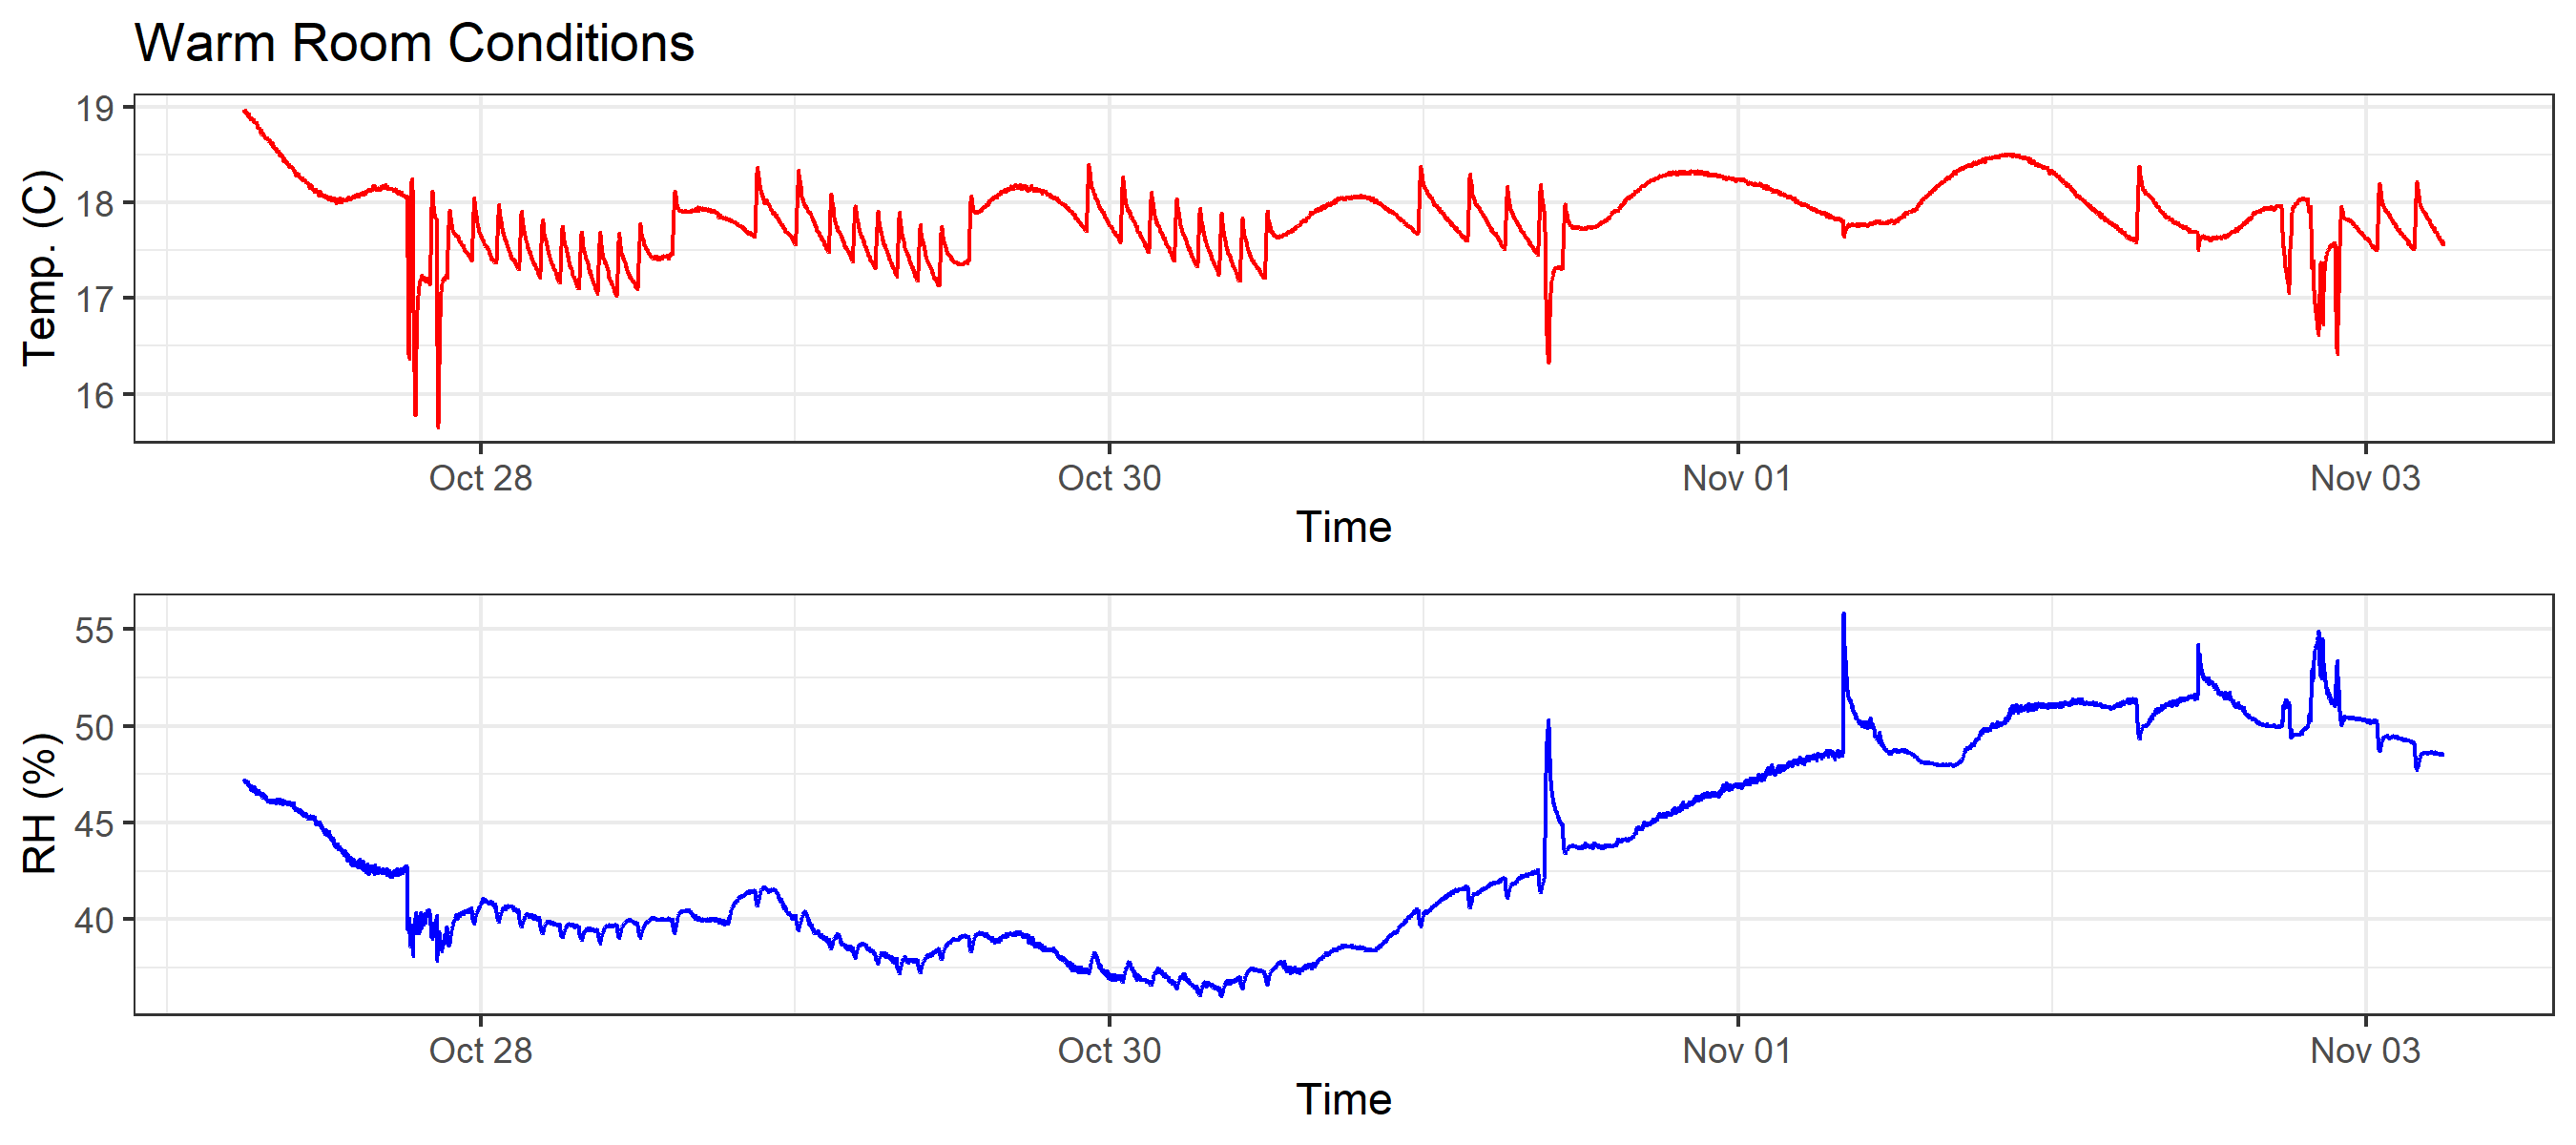 Warm Room Conditions
Temp. (C)
19
18
17
16
Oct 28 Oct 30 Nov 01 Nov 03
Time
RH (%)
55
50
45
40
Oct 28 Oct 30 Nov 01 Nov 03
Time